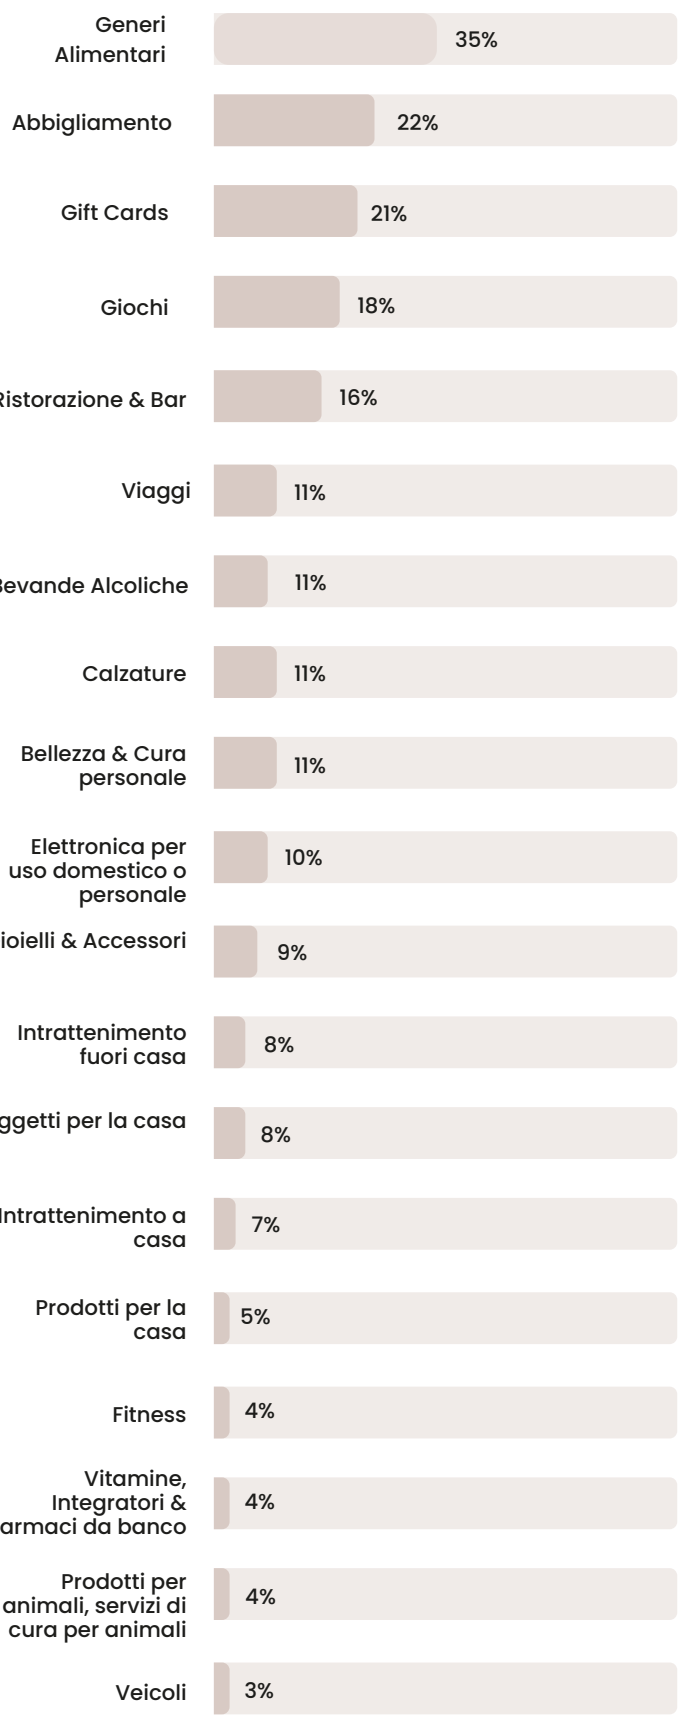 Generi
Alimentari
35%
Abbigliamento
22%
Gift Cards
21%
Giochi
18%
Ristorazione & Bar
16%
Viaggi
11%
Bevande Alcoliche
11%
Calzature
11%
Bellezza & Cura
personale
11%
Elettronica per
uso domestico o
personale
10%
ioielli & Accessori
9%
Intrattenimento
fuori casa
8%
ggetti per la casa
8%
Intrattenimento a
casa
7%
Prodotti per la
casa
5%
Fitness
4%
Vitamine,
Integratori &
armaci da banco
4%
Prodotti per
animali, servizi di
cura per animali
4%
Veicoli
3%